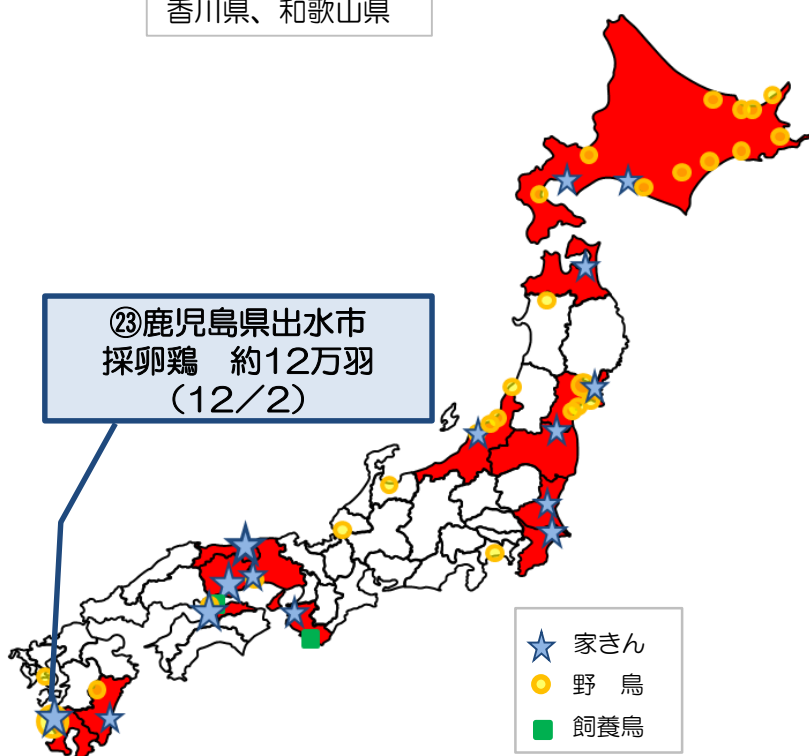 香川県、和歌山県
㉓鹿児島県出水市
採卵鶏 約12万羽
（12／2）
家きん
野 鳥
飼養鳥